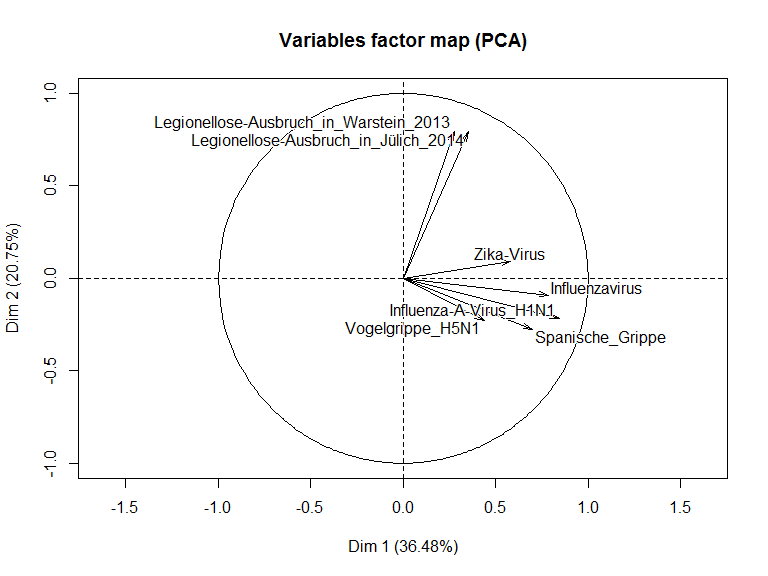 Variables factor map (PCA)
1.0
Legionellose-Ausbruch_in_Warstein_2013
Legionellose-Ausbruch_in_Jülich_2014
0.5
Zika-Virus
Dim 2 (20.75%)
0.0
Influenzavirus
Influenza-A-Virus_H1N1
Vogelgrippe_H5N1
Spanische_Grippe
-0.5
-1.0
-1.5 -1.0 -0.5 0.0 0.5 1.0 1.5
Dim 1 (36.48%)